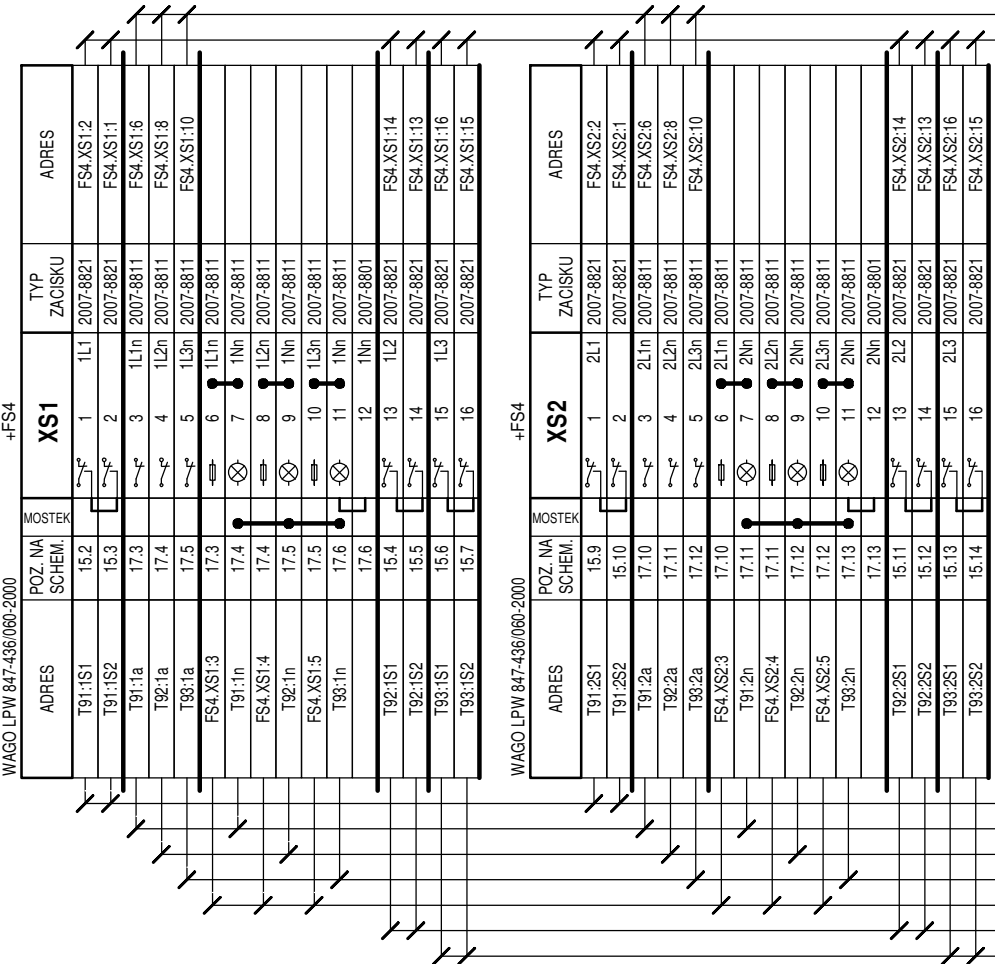 +FS4
WAGO LPW 847-436/060-2000
ADRES POZ. NA SCHEM. MOSTEK XS1 TYP ZACISKU ADRES
T91:1S1 15.2 1 1L1 2007-8821 FS4.XS1:2
T91:1S2 15.3 2 2007-8821 FS4.XS1:1
T91:1a 17.3 3 1L1n 2007-8811 FS4.XS1:6
T92:1a 17.4 4 1L2n 2007-8811 FS4.XS1:8
T93:1a 17.5 5 1L3n 2007-8811 FS4.XS1:10
FS4.XS1:3 17.3 6 1L1n 2007-8811
T91:1n 17.4 7 1Nn 2007-8811
FS4.XS1:4 17.4 8 1L2n 2007-8811
T92:1n 17.5 9 1Nn 2007-8811
FS4.XS1:5 17.5 10 1L3n 2007-8811
T93:1n 17.6 11 1Nn 2007-8811
17.6 12 1Nn 2007-8801
T92:1S1 15.4 13 1L2 2007-8821 FS4.XS1:14
T92:1S2 15.5 14 2007-8821 FS4.XS1:13
T93:1S1 15.6 15 1L3 2007-8821 FS4.XS1:16
T93:1S2 15.7 16 2007-8821 FS4.XS1:15
+FS4
WAGO LPW 847-436/060-2000
ADRES POZ. NA SCHEM. MOSTEK XS2 TYP ZACISKU ADRES
T91:2S1 15.9 1 2L1 2007-8821 FS4.XS2:2
T91:2S2 15.10 2 2007-8821 FS4.XS2:1
T91:2a 17.10 3 2L1n 2007-8811 FS4.XS2:6
T92:2a 17.11 4 2L2n 2007-8811 FS4.XS2:8
T93:2a 17.12 5 2L3n 2007-8811 FS4.XS2:10
FS4.XS2:3 17.10 6 2L1n 2007-8811
T91:2n 17.11 7 2Nn 2007-8811
FS4.XS2:4 17.11 8 2L2n 2007-8811
T92:2n 17.12 9 2Nn 2007-8811
FS4.XS2:5 17.12 10 2L3n 2007-8811
T93:2n 17.13 11 2Nn 2007-8811
17.13 12 2Nn 2007-8801
T92:2S1 15.11 13 2L2 2007-8821 FS4.XS2:14
T92:2S2 15.12 14 2007-8821 FS4.XS2:13
T93:2S1 15.13 15 2L3 2007-8821 FS4.XS2:16
T93:2S2 15.14 16 2007-8821 FS4.XS2:15